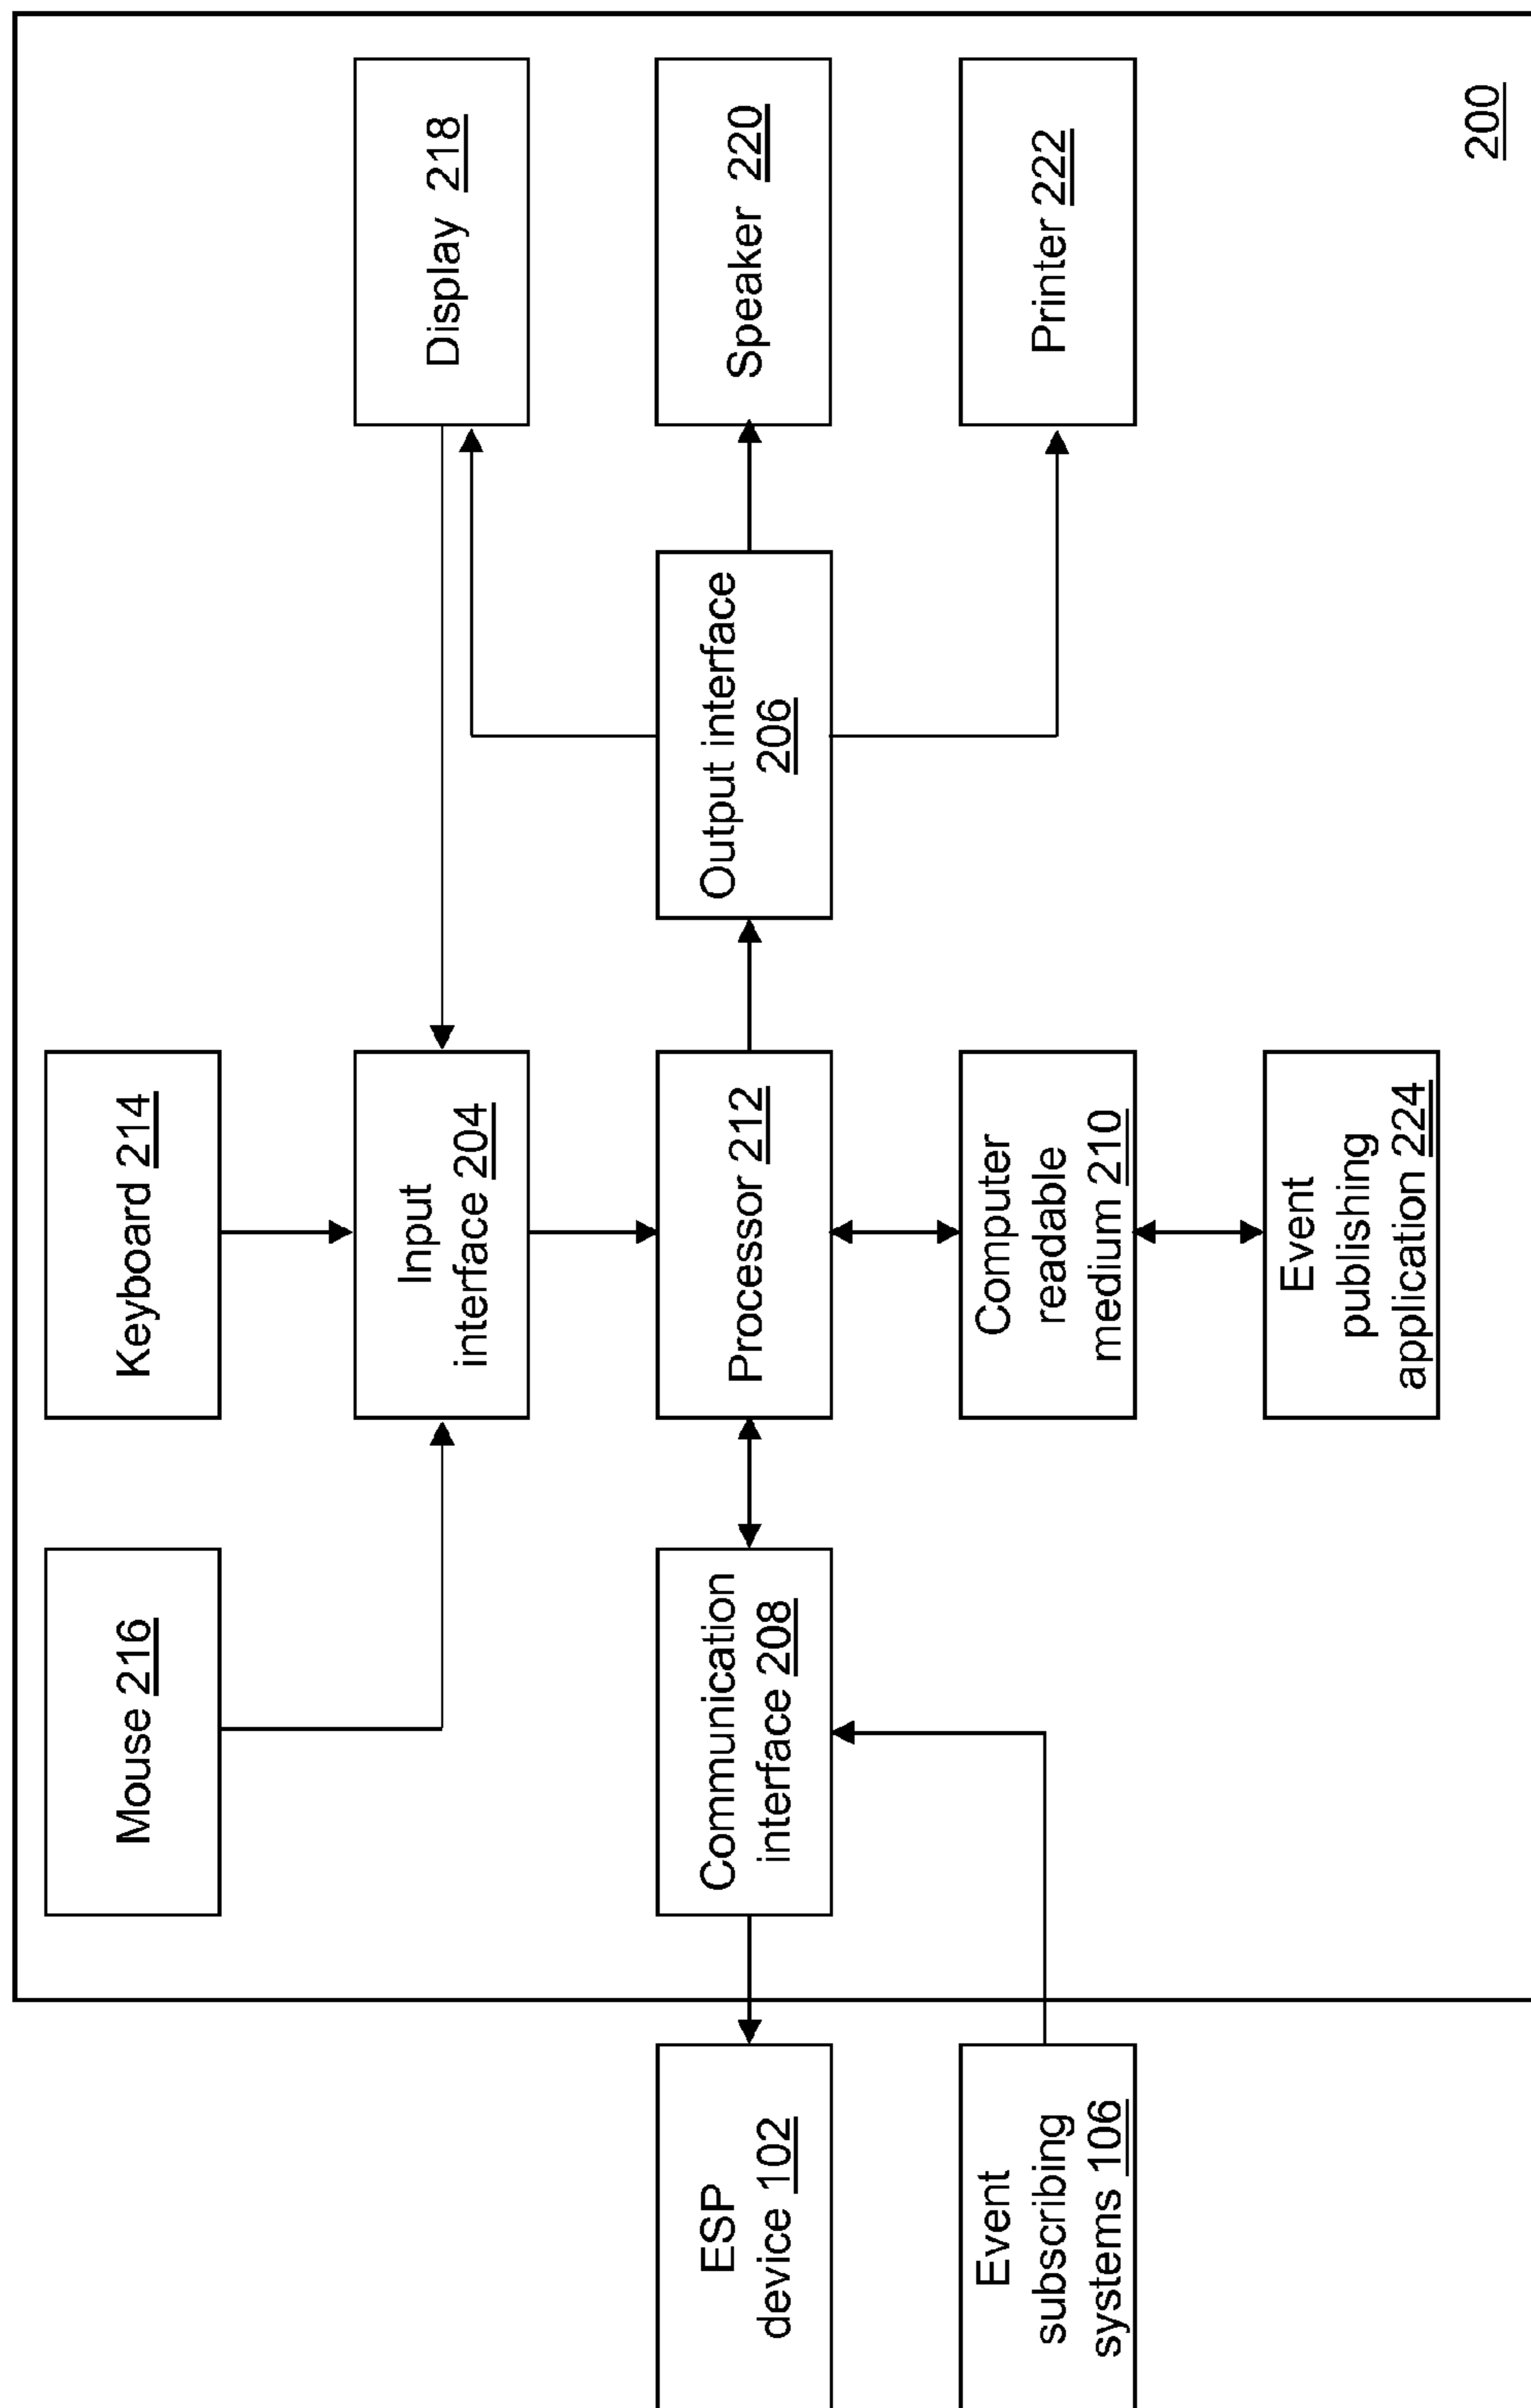 Mouse 216
Keyboard 214
Input
interface 204
Display 218
ESP
device 102
Communication
interface 208
Processor 212
Output interface
206
Speaker 220
Event
subscribing
systems 106
Computer
readable
medium 210
Printer 222
Event
publishing
application 224
200